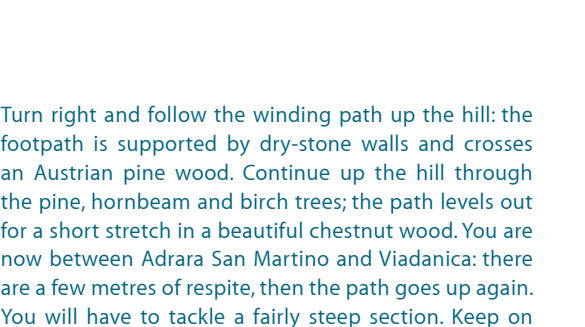 Turn right and follow the winding path up the hill: the
footpath is supported by dry-stone walls and crosses
an Austrian pine wood. Continue up the hill through
the pine, hornbeam and birch trees; the path levels out
for a short stretch in a beautiful chestnut wood. You are
now between Adrara San Martino and Viadanica: there
are a few metres of respite, then the path goes up again.
You will have to tackle a fairly steep section. Keep on